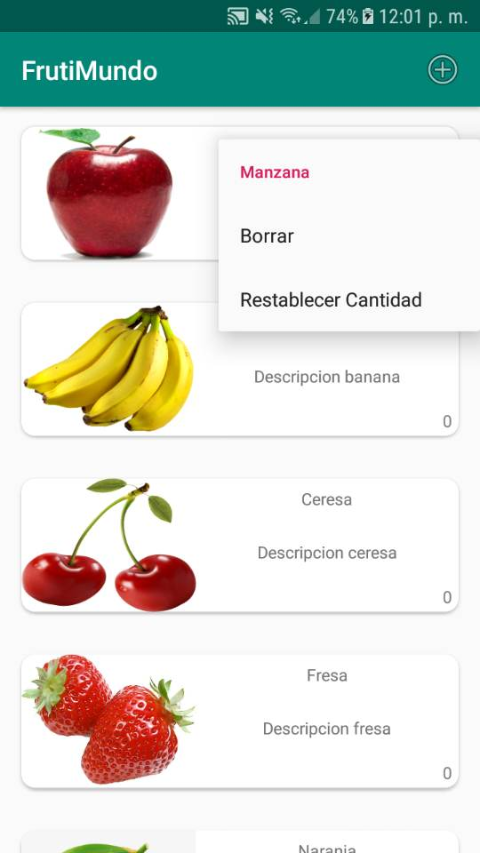 74% 12:01 p. m.
FrutiMundo
Manzana
Borrar
Restablecer Cantidad
Descripcion banana
0
Ceresa
Descripcion ceresa
0
Fresa
Descripcion fresa
0
Naranja